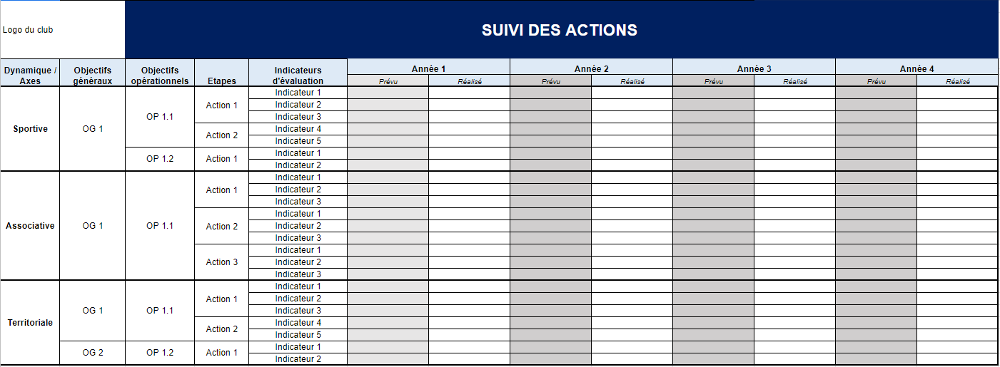 Logo du club
SUIVI DES ACTIONS
Dynamique / Axes Objectifs généraux Objectifs opérationnels Etapes Indicateurs d'évaluation Année 1 Année 2 Année 3 Année 4
Prévu Réalisé Prévu Réalisé Prévu Réalisé Prévu Réalisé
Sportive OG 1 OP 1.1 Action 1 Indicateur 1
Indicateur 2
Indicateur 3
Action 2 Indicateur 4
Indicateur 5
OP 1.2 Action 1 Indicateur 1
Indicateur 2
Associative OG 1 OP 1.1 Action 1 Indicateur 1
Indicateur 2
Indicateur 3
Action 2 Indicateur 1
Indicateur 2
Indicateur 3
Action 3 Indicateur 1
Indicateur 2
Indicateur 3
Territoriale OG 1 OP 1.1 Action 1 Indicateur 1
Indicateur 2
Indicateur 3
Action 2 Indicateur 4
Indicateur 5
OG 2 OP 1.2 Action 1 Indicateur 1
Indicateur 2